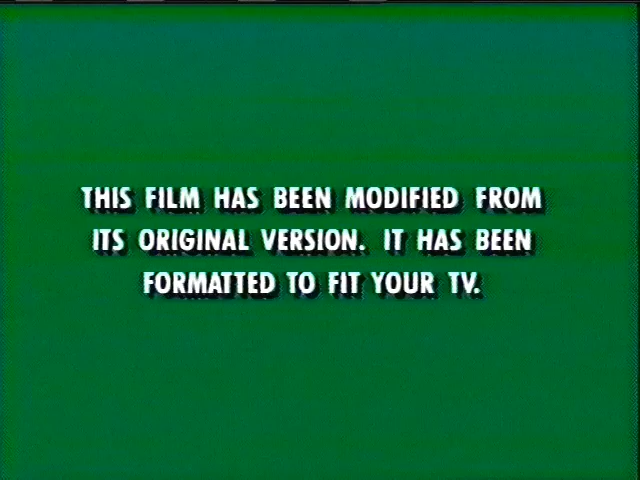 THIS FILM HAS BEEN MODIFIED FROM
ITS ORIGINAL VERSION. IT HAS BEEN
FORMATTED TO FIT YOUR TV.